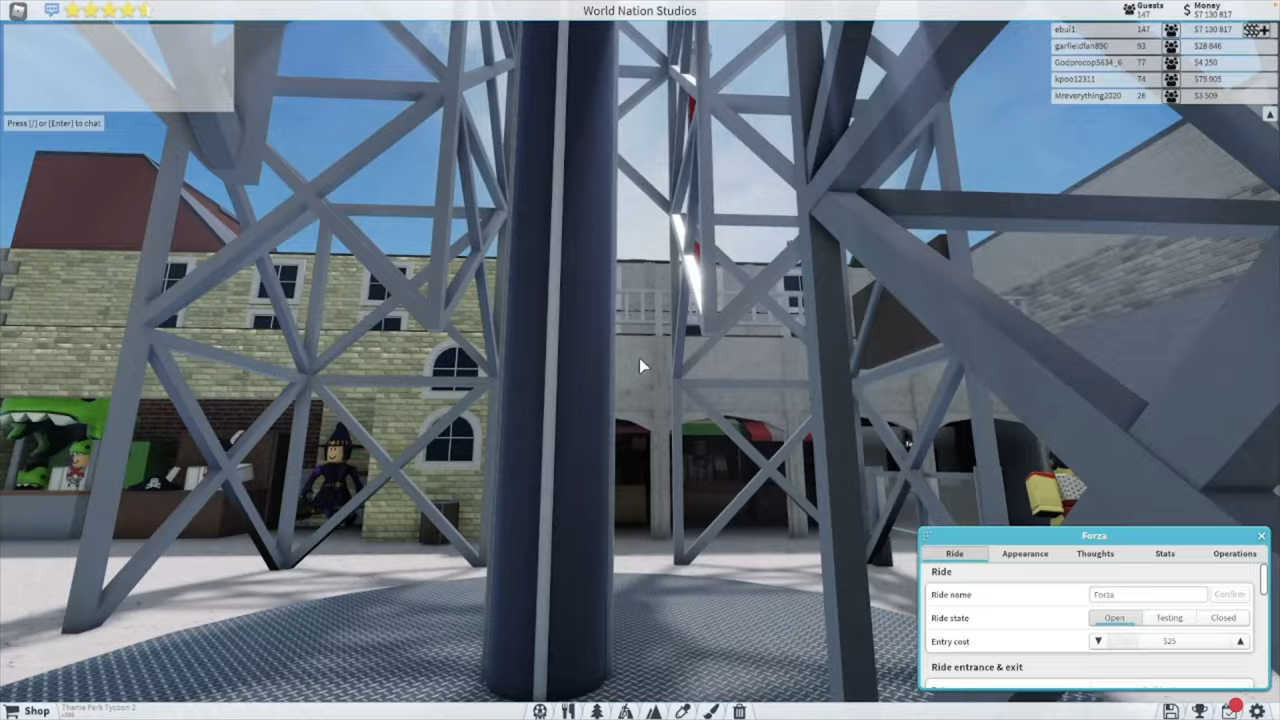 World Nation Studios
Guests
147
Money
$7 130 817
ebul1 147 $7 130 817
garfieldfan890 93 $28 846
Godprocop5634_6 77 $4 250
kpoo12311 74 $75 905
Mreverything2020 26 $3 509
Press [/] or [Enter] to chat
Forza
Ride Appearance Thoughts Stats Operations
Ride
Ride name Forza Confirm
Ride state Open Testing Closed
Entry cost $25
Ride entrance & exit
Shop
Theme Park Tycoon 2